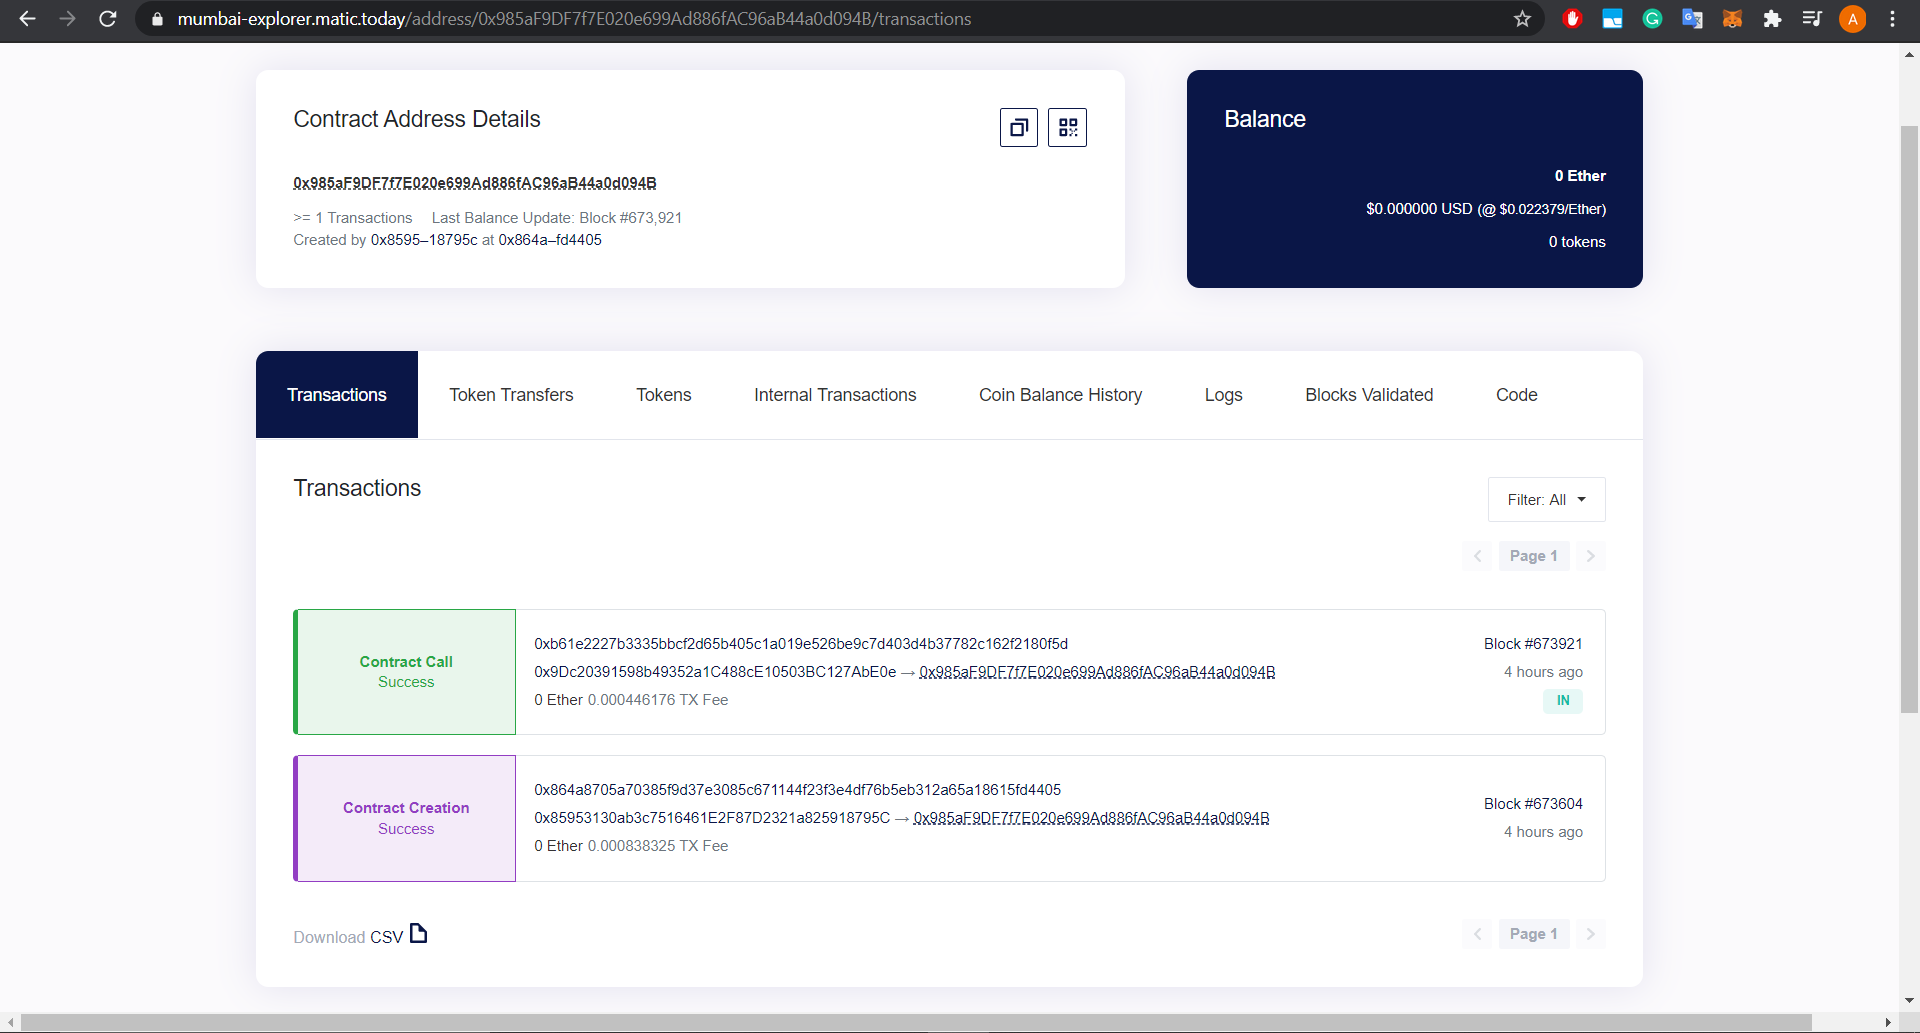 mumbai-explorer.matic.today/address/0x985aF9DF7f7E020e699Ad886fAC96aB44a0d094B/transactions
A
Contract Address Details
0x985aF9DF7f7E020e699Ad886fAC96aB44a0d094B
>= 1 Transactions Last Balance Update: Block #673,921
Created by 0x8595–18795c at 0x864a–fd4405
Balance
0 Ether
$0.000000 USD (@ $0.022379/Ether)
0 tokens
Transactions Token Transfers Tokens Internal Transactions Coin Balance History Logs Blocks Validated Code
Transactions
Filter: All
Page 1
Contract Call
Success
0xb61e2227b3335bbcf2d65b405c1a019e526be9c7d403d4b37782c162f2180f5d
0x9Dc20391598b49352a1C488cE10503BC127AbE0e → 0x985aF9DF7f7E020e699Ad886fAC96aB44a0d094B
0 Ether 0.000446176 TX Fee
Block #673921
4 hours ago
IN
Contract Creation
Success
0x864a8705a70385f9d37e3085c671144f23f3e4df76b5eb312a65a18615fd4405
0x85953130ab3c7516461E2F87D2321a825918795C → 0x985aF9DF7f7E020e699Ad886fAC96aB44a0d094B
0 Ether 0.000838325 TX Fee
Block #673604
4 hours ago
Download CSV
Page 1